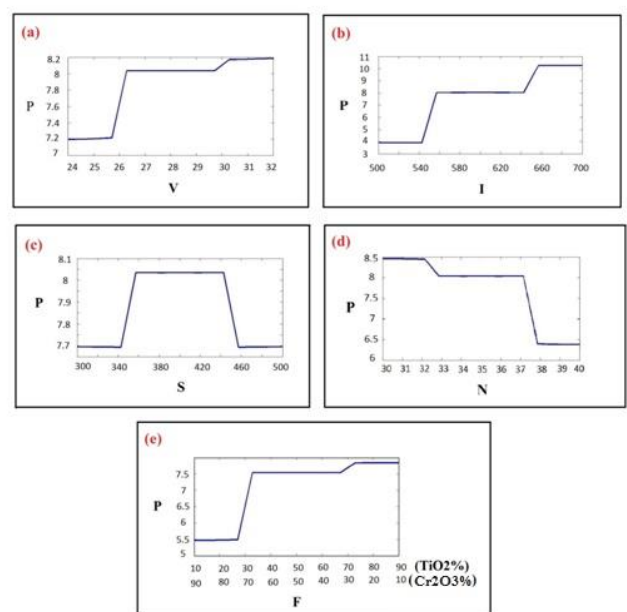 (a)
8.2
8
7.8
7.6
7.4
7.2
7
P
24 25 26 27 28 29 30 31 32
V
(b)
11
10
9
8
7
6
5
4
3
P
500 540 580 620 660 700
I
(c)
8.1
8
7.9
7.8
7.7
P
300 340 360 420 460 500
S
(d)
8.5
8
7.5
7
6.5
6
P
30 31 32 33 34 35 36 37 38 39 40
N
(e)
7.5
7
6.5
6
5.5
5
P
10 20 30 40 50 60 70 80 90 (TiO2%)
90 80 70 60 50 40 30 20 10 (Cr2O3%)
F